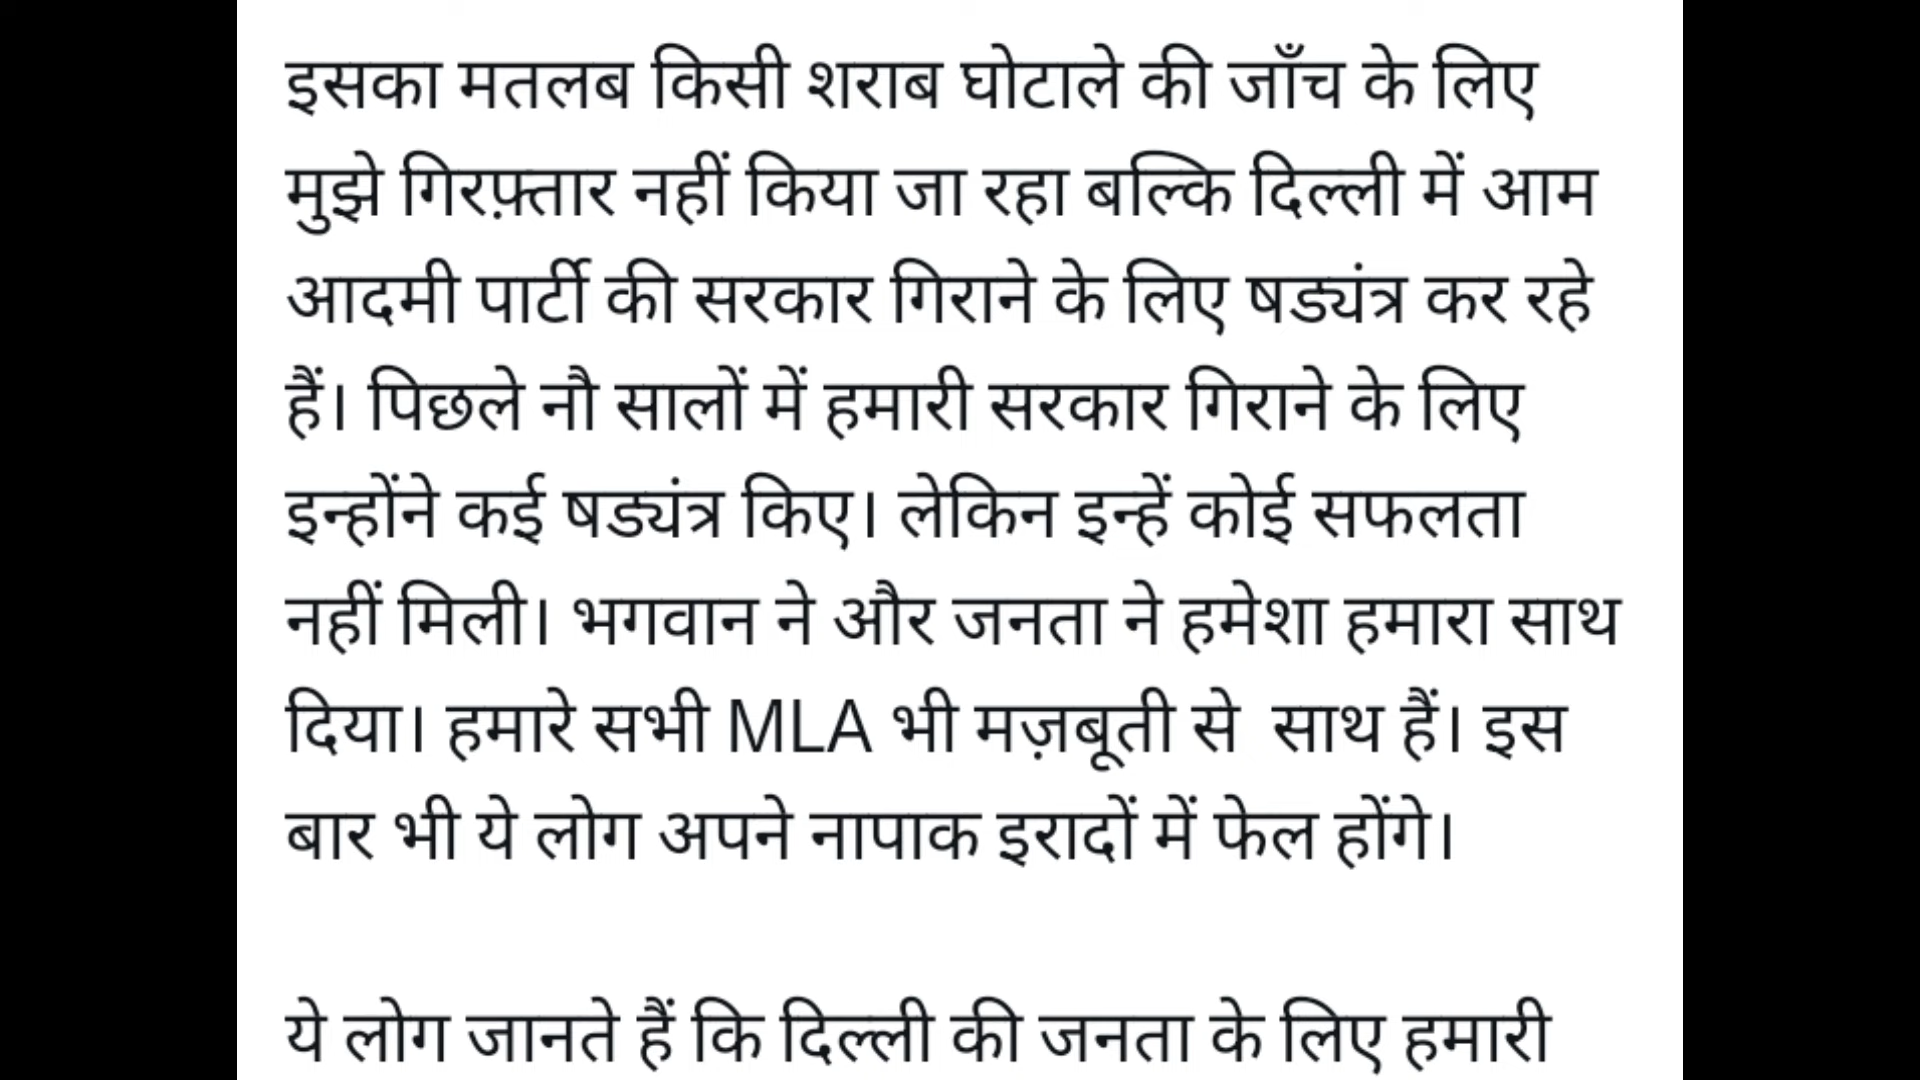 इसका मतलब किसी शराब घोटाले की जाँच के लिए
मुझे गिरफ़्तार नहीं किया जा रहा बल्कि दिल्ली में आम
आदमी पार्टी की सरकार गिराने के लिए षड्यंत्र कर रहे
हैं। पिछले नौ सालों में हमारी सरकार गिराने के लिए
इन्होंने कई षड्यंत्र किए। लेकिन इन्हें कोई सफलता
नहीं मिली। भगवान ने और जनता ने हमेशा हमारा साथ
दिया। हमारे सभी MLA भी मज़बूती से  साथ हैं। इस
बार भी ये लोग अपने नापाक इरादों में फेल होंगे।
ये लोग जानते हैं कि दिल्ली की जनता के लिए हमारी